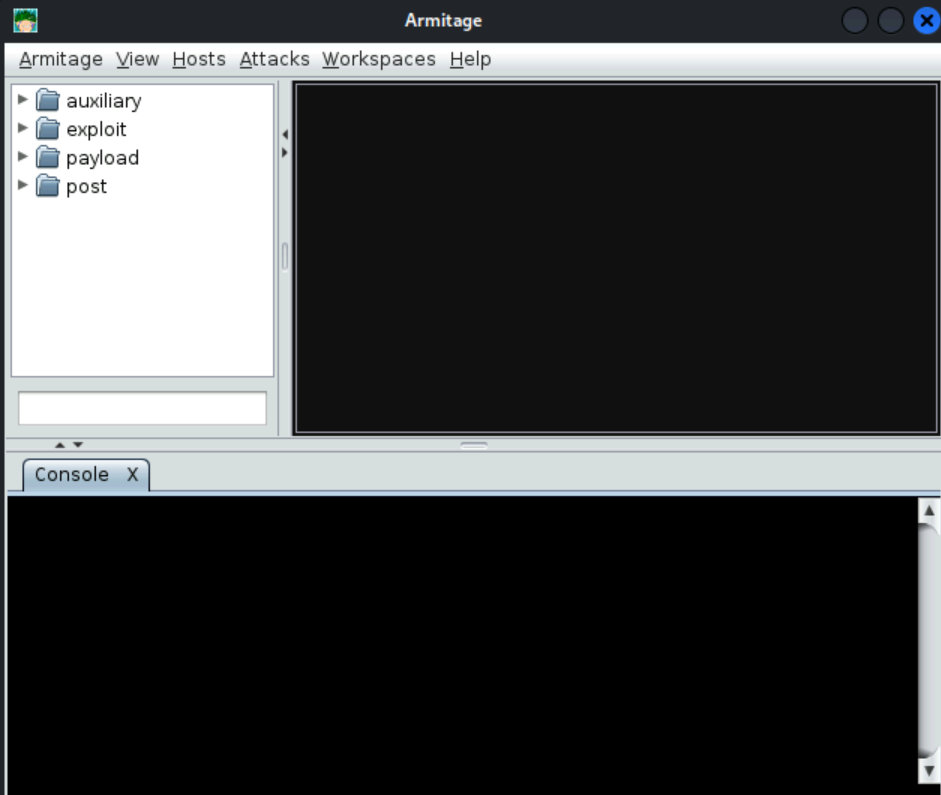 Armitage
Armitage View Hosts Attacks Workspaces Help
auxiliary
exploit
payload
post
Console X